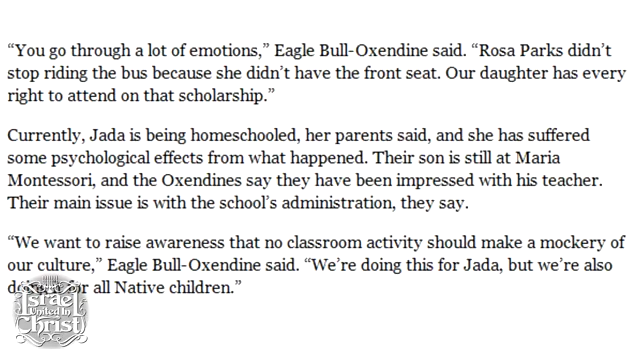 “You go through a lot of emotions,” Eagle Bull-Oxendine said. “Rosa Parks didn’t
stop riding the bus because she didn’t have the front seat. Our daughter has every
right to attend on that scholarship.”
Currently, Jada is being homeschooled, her parents said, and she has suffered
some psychological effects from what happened. Their son is still at Maria
Montessori, and the Oxendines say they have been impressed with his teacher.
Their main issue is with the school’s administration, they say.
“We want to raise awareness that no classroom activity should make a mockery of
our culture,” Eagle Bull-Oxendine said. “We’re doing this for Jada, but we’re also
for all Native children.”
Israel
United In
Christ